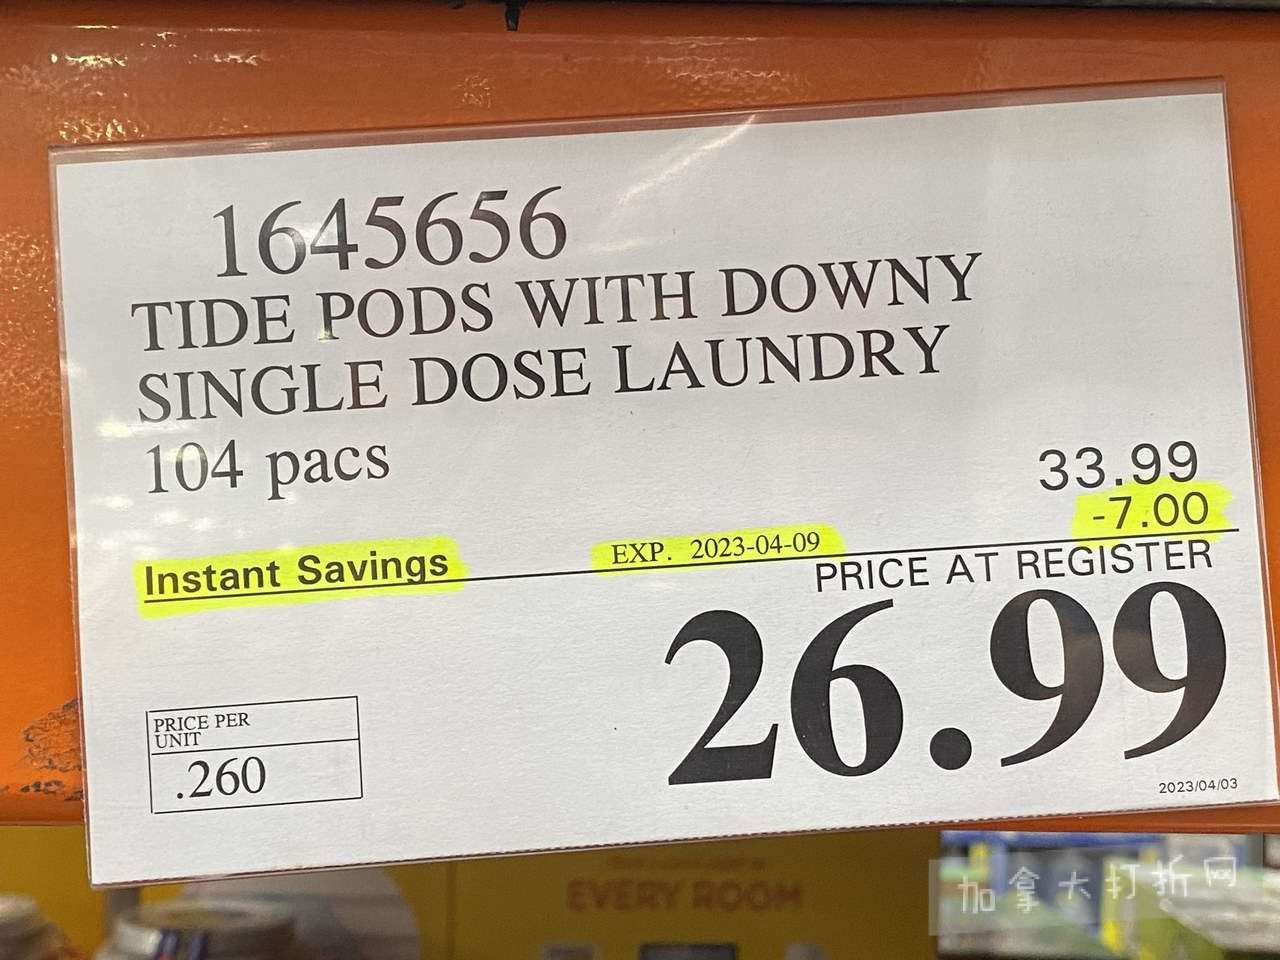 1645656
TIDE PODS WITH DOWNY
SINGLE DOSE LAUNDRY
104 pacs
33.99
-7.00
Instant Savings
EXP. 2023-04-09
PRICE AT REGISTER
26.99
PRICE PER
UNIT
.260
2023/04/03
EVERY ROOM
加拿大打折网